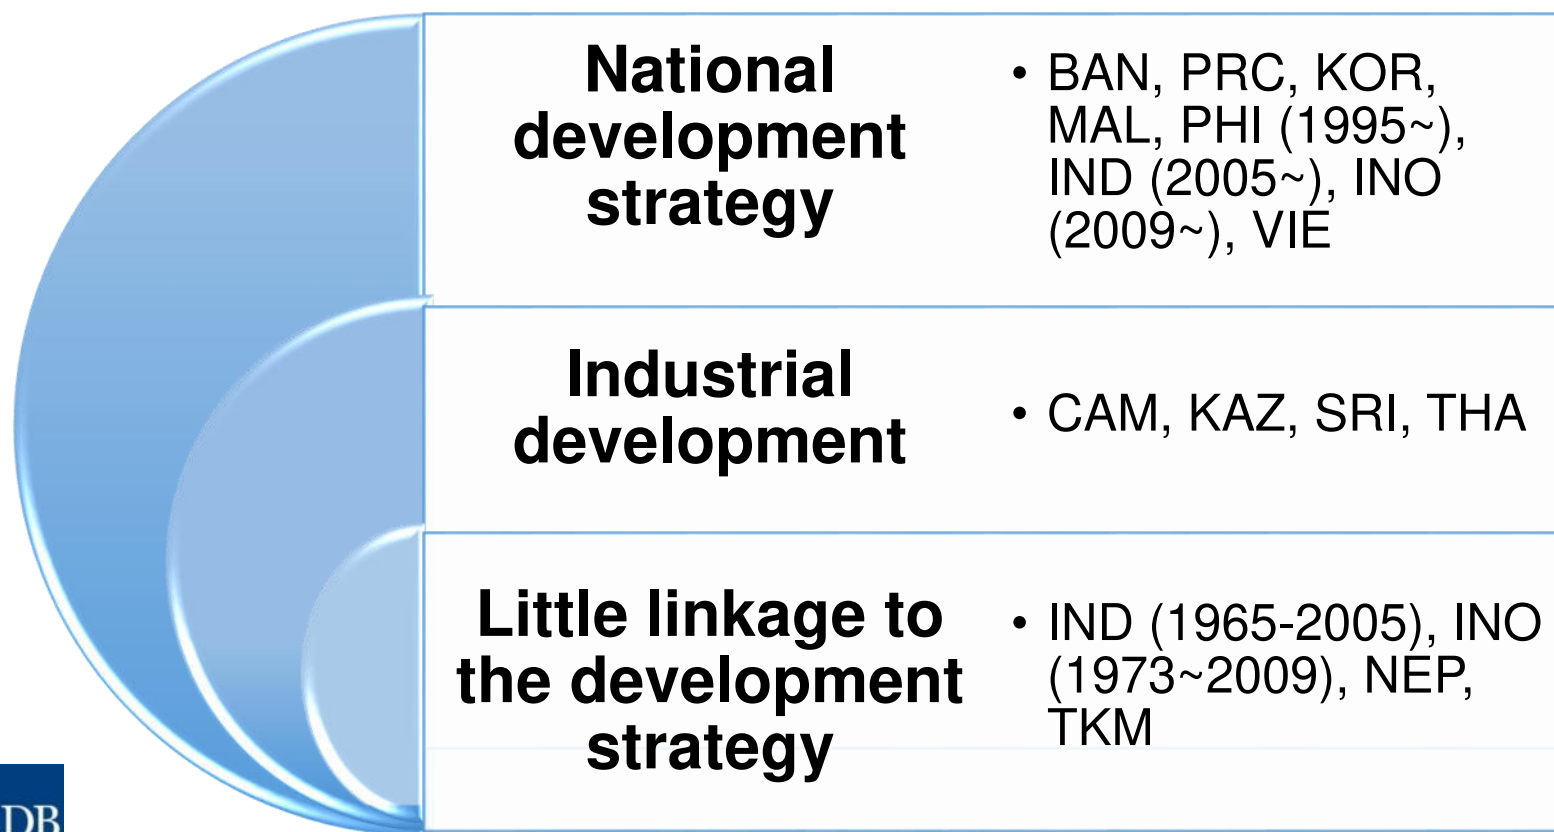 National
development
strategy
• BAN, PRC, KOR,
MAL, PHI (1995~),
IND (2005~), INO
(2009~), VIE
Industrial
development
• CAM, KAZ, SRI, THA
Little linkage to
the development
strategy
• IND (1965-2005), INO
(1973~2009), NEP,
TKM
DB